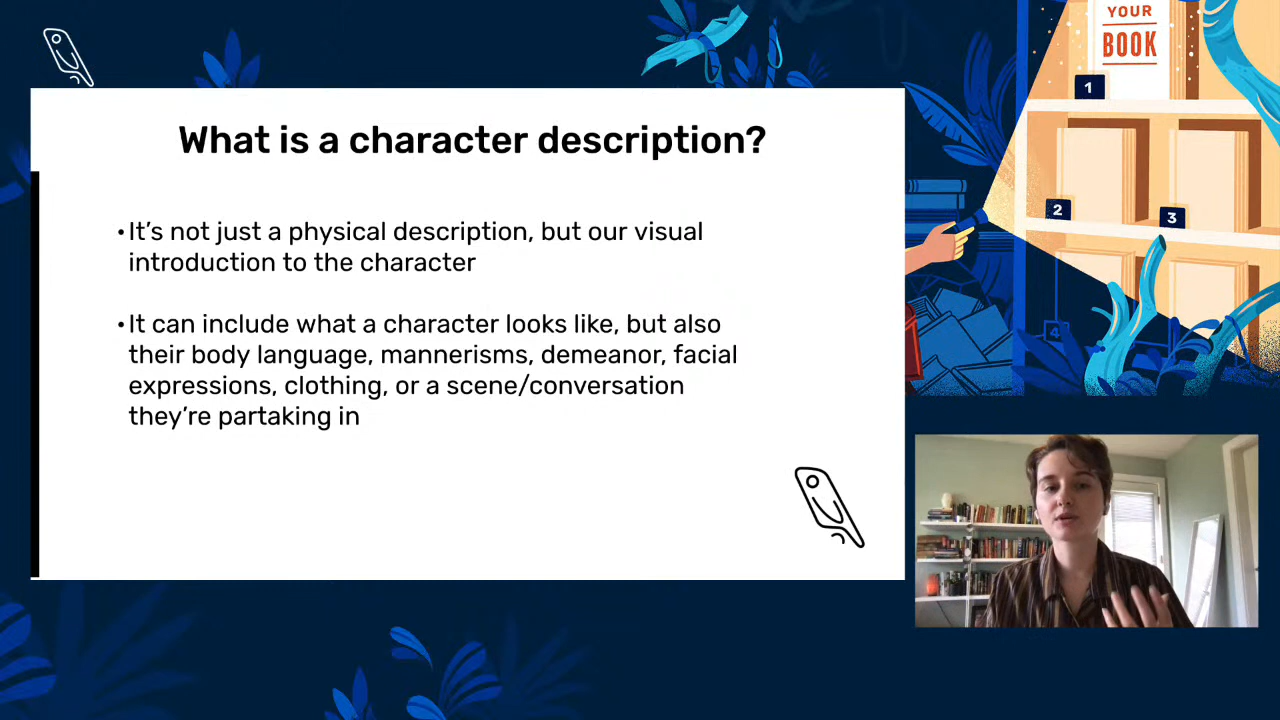 What is a character description?
•It's not just a physical description, but our visual
introduction to the character
•It can include what a character looks like, but also
their body language, mannerisms, demeanor, facial
expressions, clothing, or a scene/conversation
they're partaking in
YOUR
BOOK
1
2
3
4